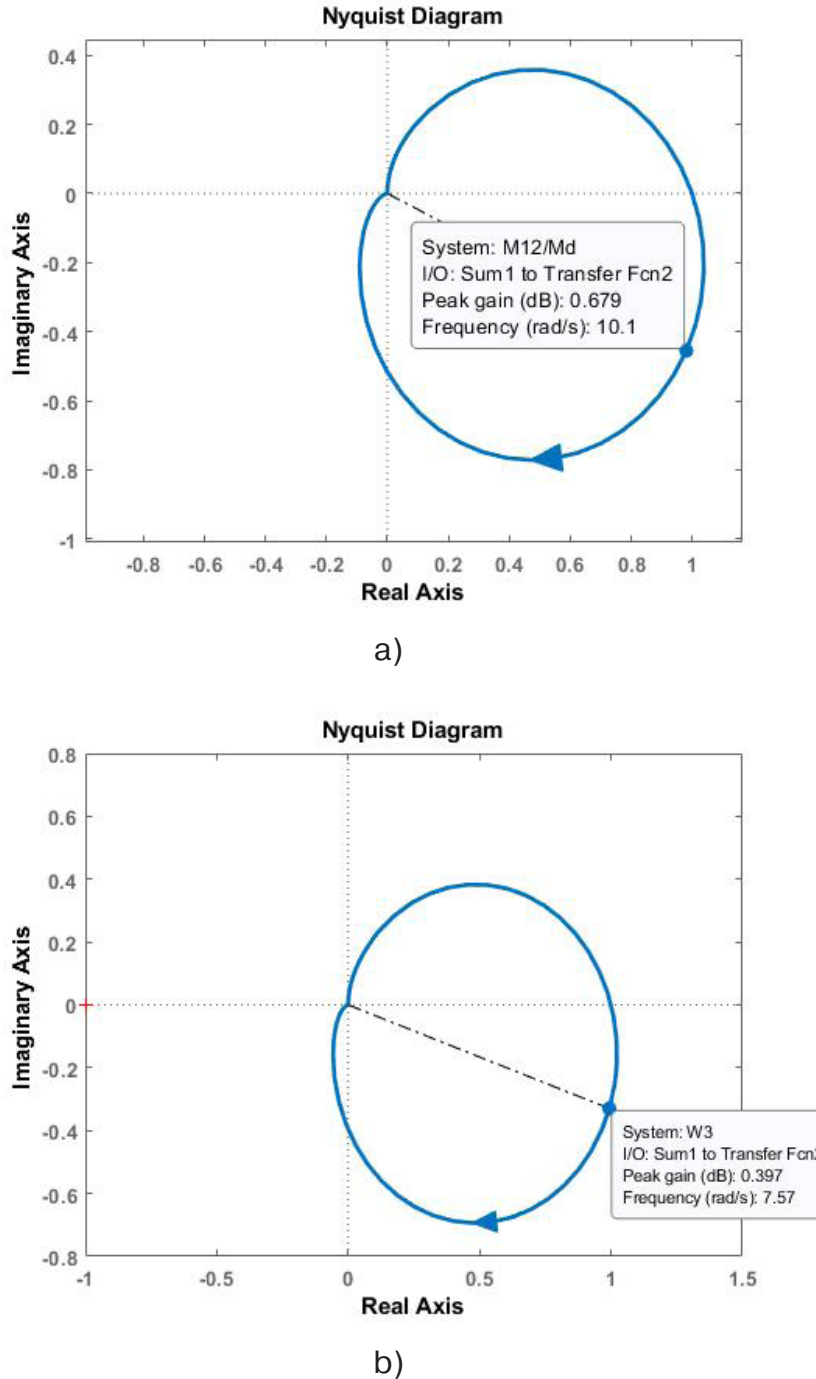 Nyquist Diagram
0.4
0.2
0
-0.2
-0.4
-0.6
-0.8
-1
Imaginary Axis
System: M12/Md
I/O: Sum1 to Transfer Fcn2
Peak gain (dB): 0.679
Frequency (rad/s): 10.1
-0.8 -0.6 -0.4 -0.2 0 0.2 0.4 0.6 0.8 1
Real Axis
a)
Nyquist Diagram
0.8
0.6
0.4
0.2
0
-0.2
-0.4
-0.6
-0.8
Imaginary Axis
System: W3
I/O: Sum1 to Transfer Fcn2
Peak gain (dB): 0.397
Frequency (rad/s): 7.57
-1 -0.5 0 0.5 1 1.5
Real Axis
b)